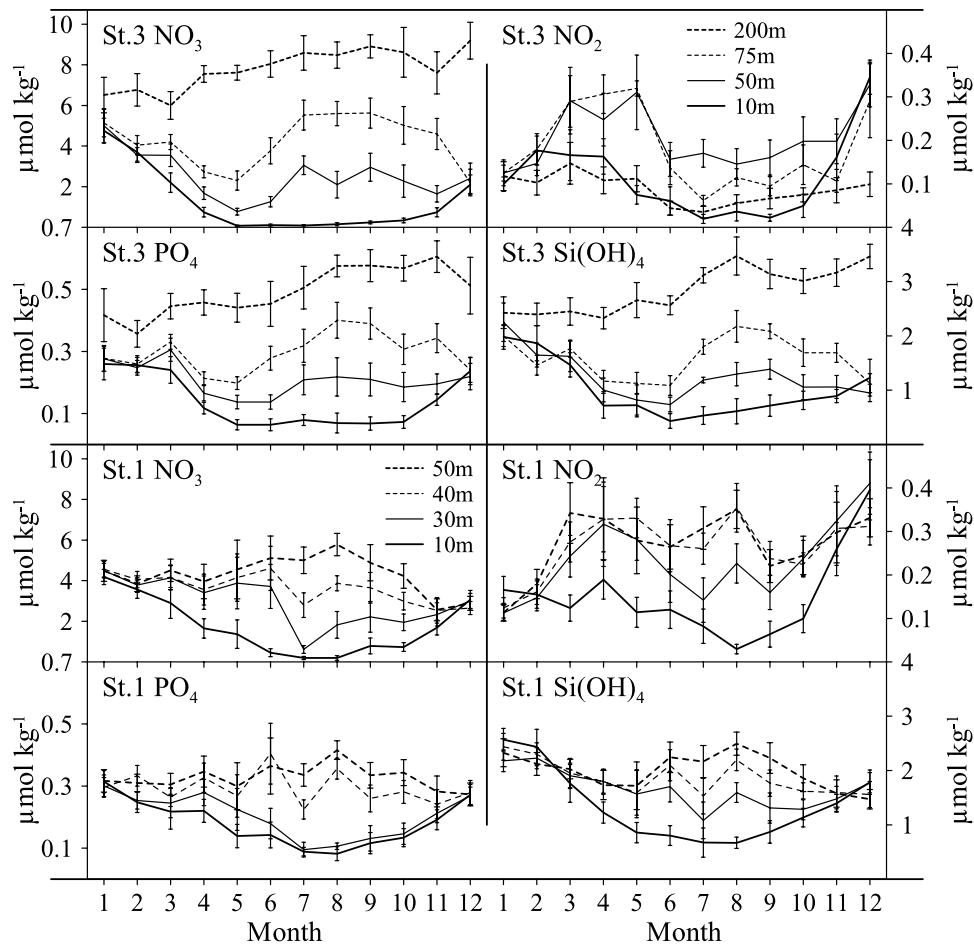 St.3 NO₃
10
8
6
4
2
0.7
µmol kg⁻¹
St.3 NO₂
200m
75m
50m
10m
0.4
0.3
0.2
0.1
4
µmol kg⁻¹
St.3 PO₄
0.5
0.3
0.1
µmol kg⁻¹
St.3 Si(OH)₄
3
2
1
µmol kg⁻¹
St.1 NO₃
50m
40m
30m
10m
10
8
6
4
2
0.7
µmol kg⁻¹
St.1 NO₂
0.4
0.3
0.2
0.1
4
µmol kg⁻¹
St.1 PO₄
0.5
0.3
0.1
µmol kg⁻¹
St.1 Si(OH)₄
3
2
1
µmol kg⁻¹
1 2 3 4 5 6 7 8 9 10 11 12
Month
1 2 3 4 5 6 7 8 9 10 11 12
Month